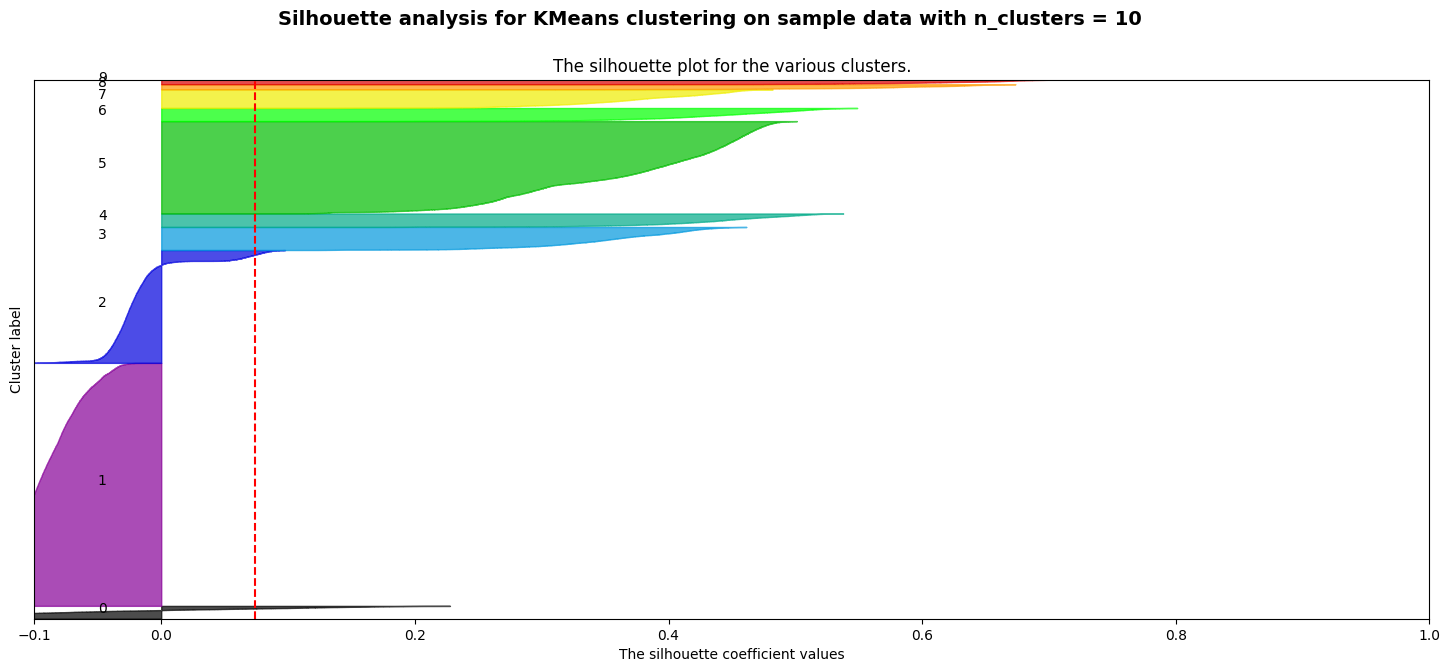 Silhouette analysis for KMeans clustering on sample data with n_clusters = 10
The silhouette plot for the various clusters.
9
8
7
6
5
4
3
2
1
0
Cluster label
−0.1 0.0 0.2 0.4 0.6 0.8 1.0
The silhouette coefficient values